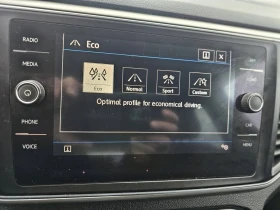 RADIO
MEDIA
PHONE
VOICE
Eco
i
X
Eco
Normal
Sport
Custom
Optimal profile for economical driving.
i
CAR
MENU